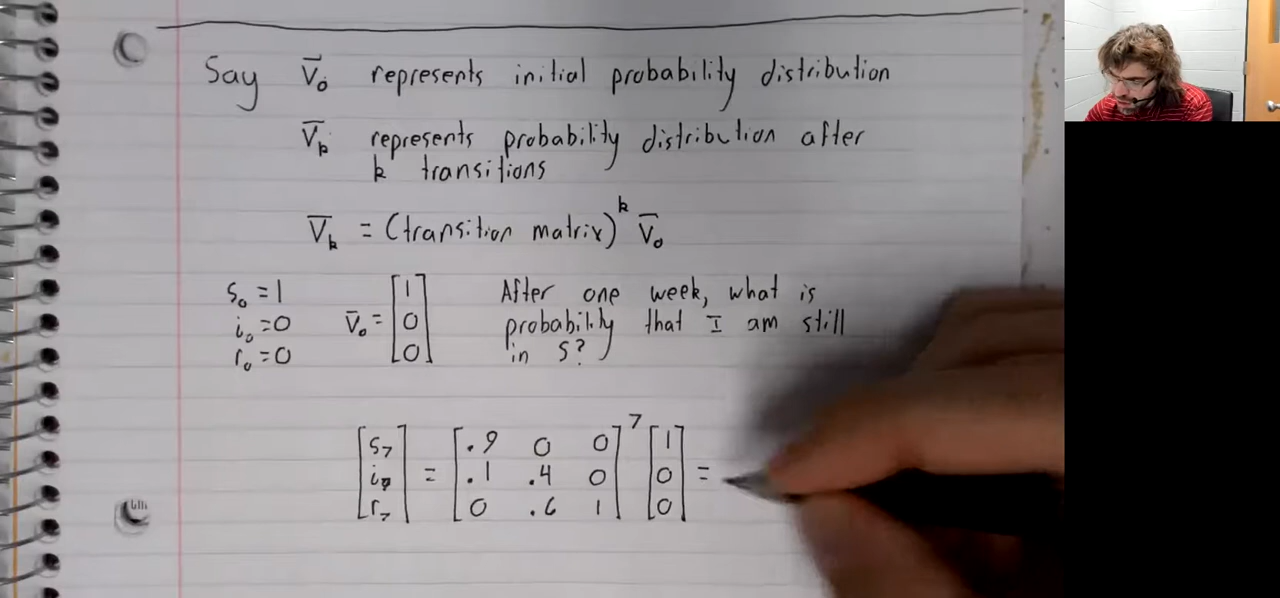 Say V̄₀ represents initial probability distribution
V̄ₖ represents probability distribution after
k transitions
V̄ₖ = (transition matrix)ᵏ V̄₀
s₀ = 1
i₀ = 0
r₀ = 0
V̄₀ = [1 0 0]
After one week, what is
probability that I am still
in S?
[s₇ i₇ r₇] = [.9 0 0
.1 .4 0
0 .6 1]⁷ [1 0 0] =